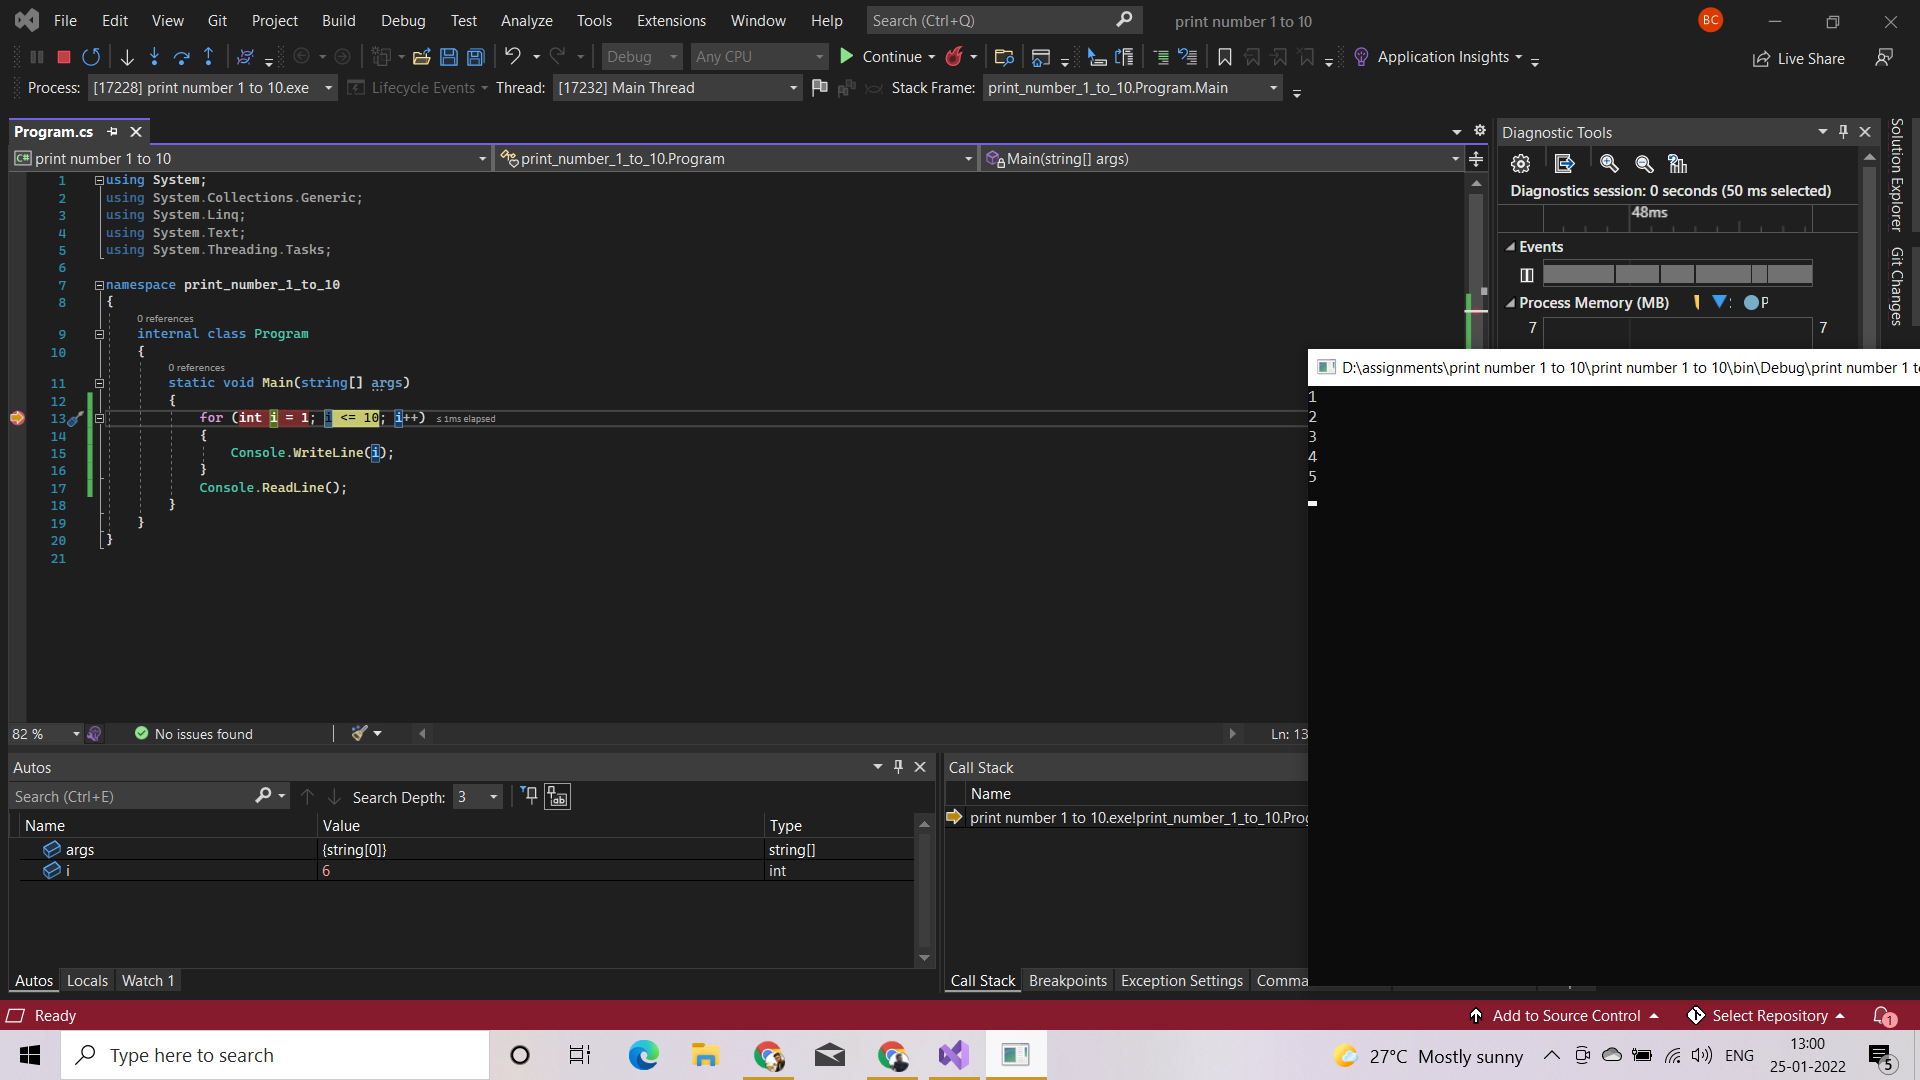 File Edit View Git Project Build Debug Test Analyze Tools Extensions Window Help Search (Ctrl+Q) print number 1 to 10 BC
Debug Any CPU Continue Application Insights Live Share
Process: [17228] print number 1 to 10.exe Lifecycle Events Thread: [17232] Main Thread Stack Frame: print_number_1_to_10.Program.Main
Program.cs
C# print number 1 to 10 print_number_1_to_10.Program Main(string[] args)
1 using System;
2 using System.Collections.Generic;
3 using System.Linq;
4 using System.Text;
5 using System.Threading.Tasks;
6
7 namespace print_number_1_to_10
8 {
0 references
9 internal class Program
10 {
0 references
11 static void Main(string[] args)
12 {
13 for (int i = 1; i <= 10; i++) ≤ 1ms elapsed
14 {
15 Console.WriteLine(i);
16 }
17 Console.ReadLine();
18 }
19 }
20 }
21
82 % No issues found Ln: 13
Diagnostic Tools
Diagnostics session: 0 seconds (50 ms selected)
48ms
Events
Process Memory (MB) P
7 7
Solution Explorer
Git Changes
D:\assignments\print number 1 to 10\print number 1 to 10\bin\Debug\print number 1 t
1
2
3
4
5
Autos
Search (Ctrl+E) Search Depth: 3
Name Value Type
args {string[0]} string[]
i 6 int
Autos Locals Watch 1
Call Stack
Name
print number 1 to 10.exe!print_number_1_to_10.Prog
Call Stack Breakpoints Exception Settings Comma
Ready Add to Source Control Select Repository 1
Type here to search 27°C Mostly sunny ENG 13:00
25-01-2022 5